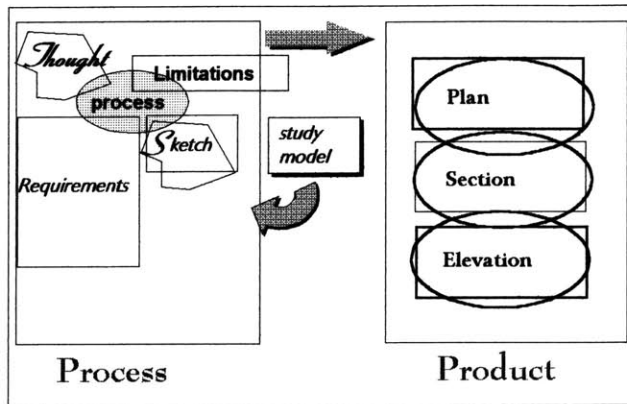 Thought
Limitations
process
Sketch
study
model
Requirements
Plan
Section
Elevation
Process
Product